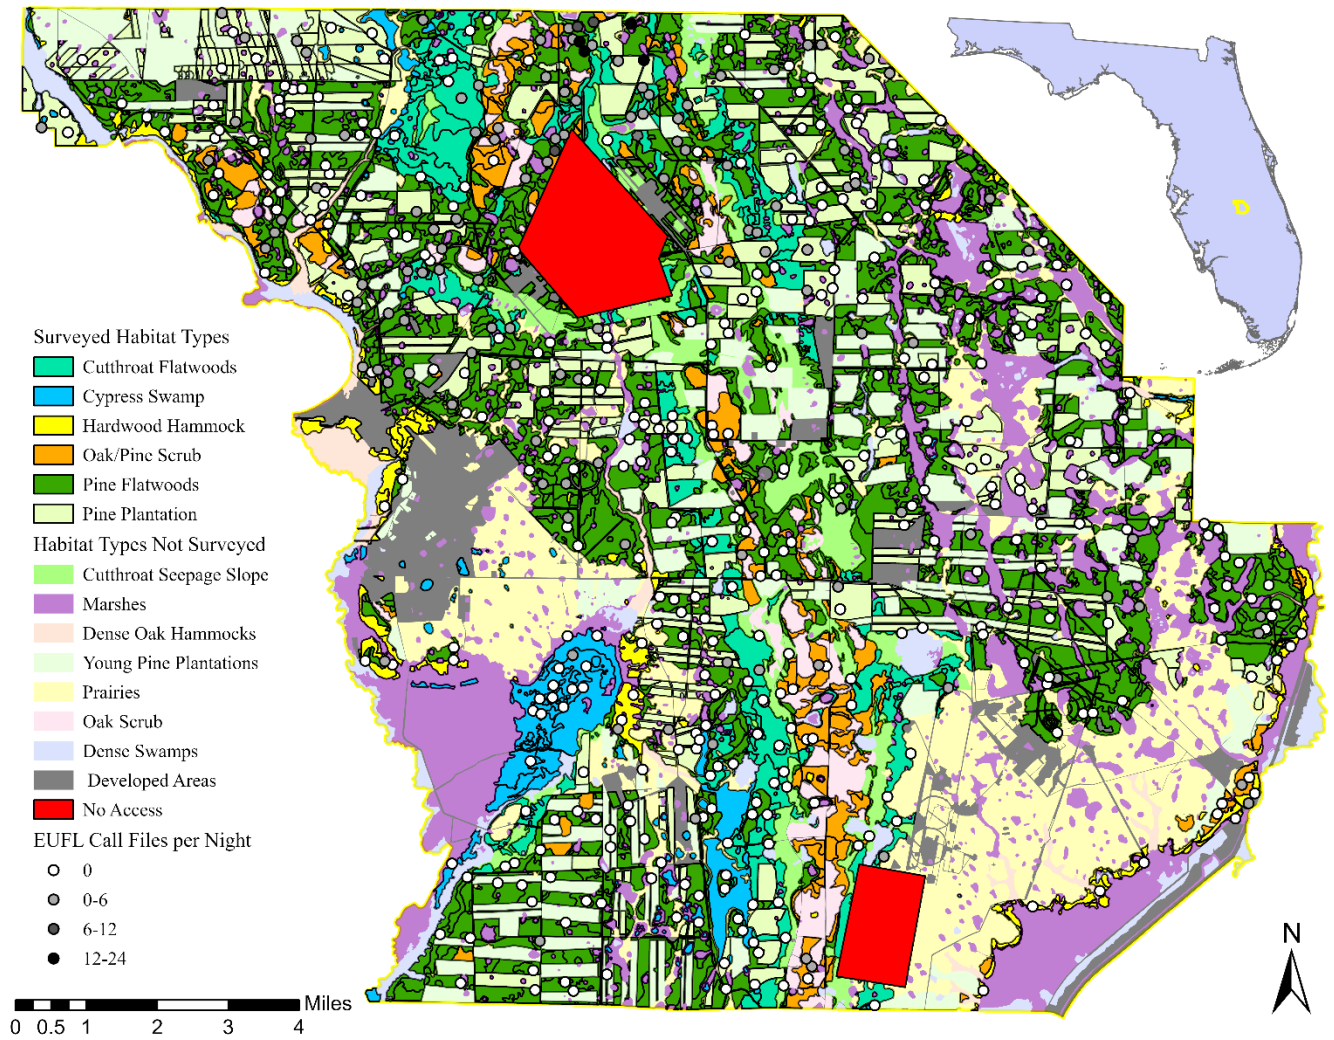 Surveyed Habitat Types
Cutthroat Flatwoods
Cypress Swamp
Hardwood Hammock
Oak/Pine Scrub
Pine Flatwoods
Pine Plantation
Habitat Types Not Surveyed
Cutthroat Seepage Slope
Marshes
Dense Oak Hammocks
Young Pine Plantations
Prairies
Oak Scrub
Dense Swamps
Developed Areas
No Access
EUFL Call Files per Night
0
0-6
6-12
12-24
Miles
0 0.5 1 2 3 4
N